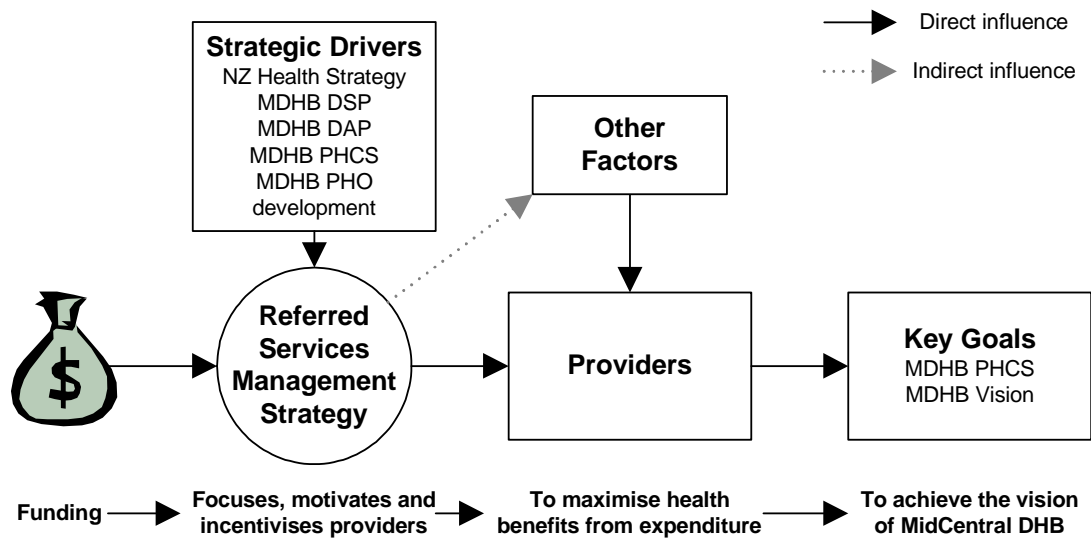 Strategic Drivers
NZ Health Strategy
MDHB DSP
MDHB DAP
MDHB PHCS
MDHB PHO
development
Direct influence
Indirect influence
Other
Factors
$
Referred
Services
Management
Strategy
Providers
Key Goals
MDHB PHCS
MDHB Vision
Funding
Focuses, motivates and
incentivises providers
To maximise health
benefits from expenditure
To achieve the vision
of MidCentral DHB